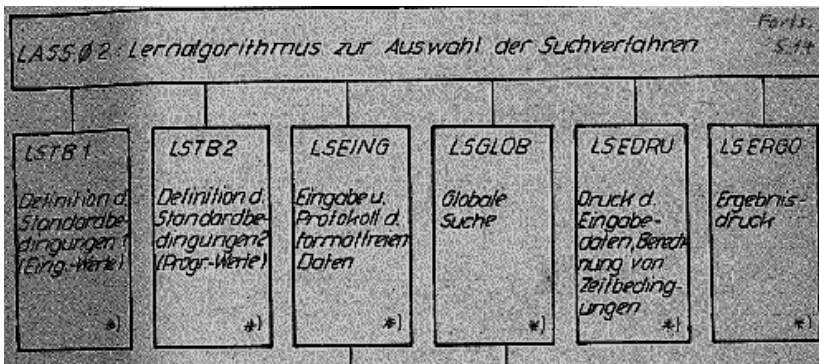 Forts.
LASSØ2: Lernalgorithmus zur Auswahl der Suchverfahren
S.14
LSTB1
Definition d.
Standardbe-
dingungen 1
(Eing.-Werte)
*)
LSTB2
Definition d.
Standardbe-
dingungen 2
(Progr-Werte)
*)
LSEING
Eingabe u.
Protokoll d.
formatfreien
Daten
*)
LSGLOB
Globale
Suche
*)
LSEDRU
Druck d.
Eingabe-
daten, Berech-
nung von
Zeitbeding-
ungen
*)
LSERGO
Ergebnis-
druck
*)